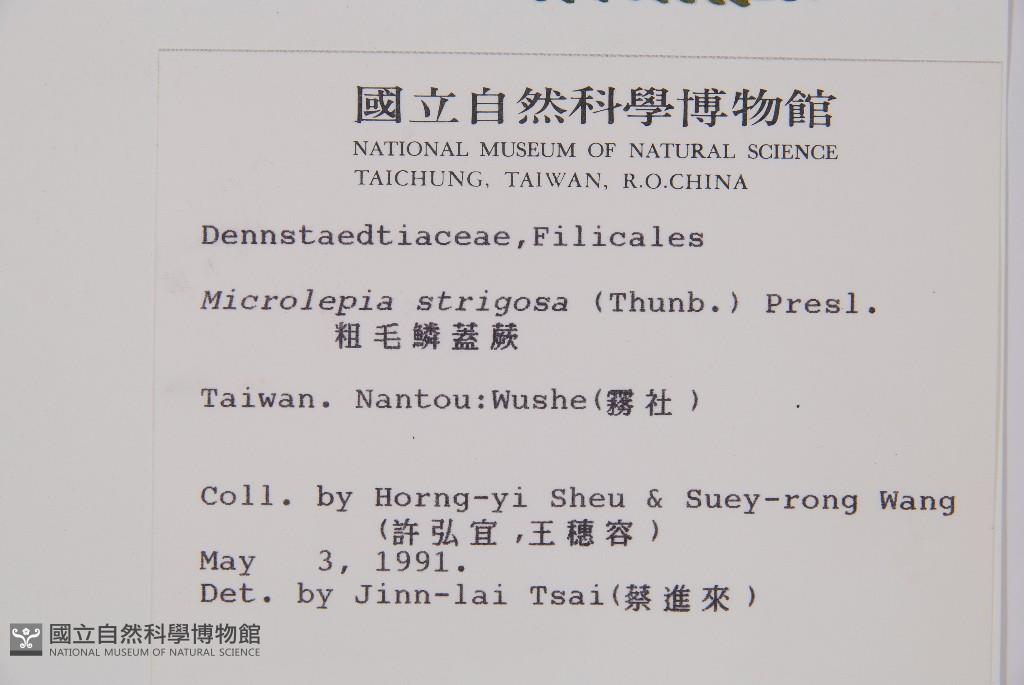 國立自然科學博物館
NATIONAL MUSEUM OF NATURAL SCIENCE
TAICHUNG, TAIWAN, R.O.CHINA
Dennstaedtiaceae,Filicales
Microlepia strigosa (Thunb.) Presl.
粗毛鱗蓋蕨
Taiwan. Nantou:Wushe(霧社)
Coll. by Horng-yi Sheu & Suey-rong Wang
(許弘宜,王穗容)
May 3, 1991.
Det. by Jinn-lai Tsai(蔡進來)
國立自然科學博物館
NATIONAL MUSEUM OF NATURAL SCIENCE